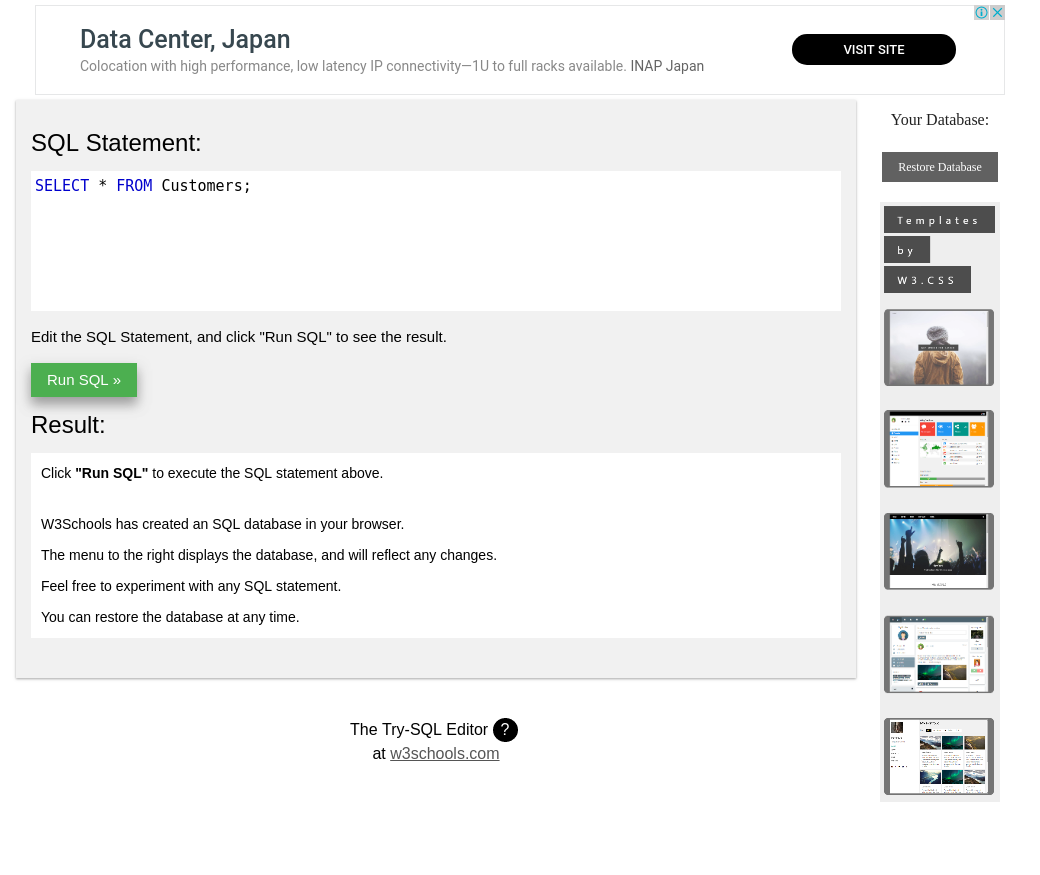 Data Center, Japan
Colocation with high performance, low latency IP connectivity—1U to full racks available. INAP Japan
VISIT SITE
SQL Statement:
SELECT * FROM Customers;
Edit the SQL Statement, and click "Run SQL" to see the result.
Run SQL »
Result:
Click "Run SQL" to execute the SQL statement above.
W3Schools has created an SQL database in your browser.
The menu to the right displays the database, and will reflect any changes.
Feel free to experiment with any SQL statement.
You can restore the database at any time.
The Try-SQL Editor ?
at w3schools.com
Your Database:
Restore Database
Templates
by
W3.CSS